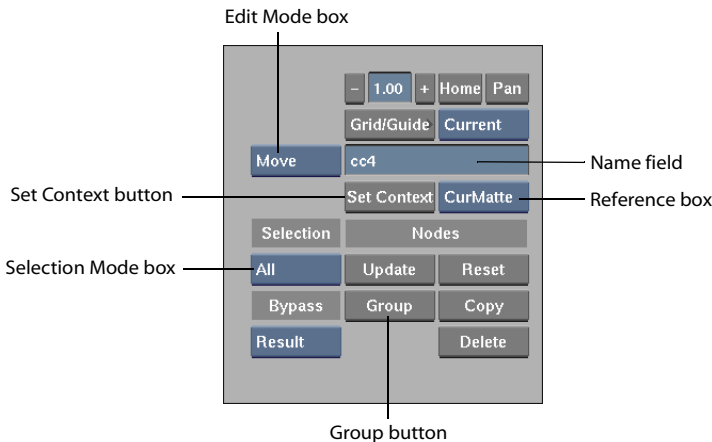 Edit Mode box
- 1.00 + Home Pan
Grid/Guide Current
Move cc4 Name field
Set Context button Set Context CurMatte Reference box
Selection Nodes
Selection Mode box All Update Reset
Bypass Group Copy
Result Delete
Group button